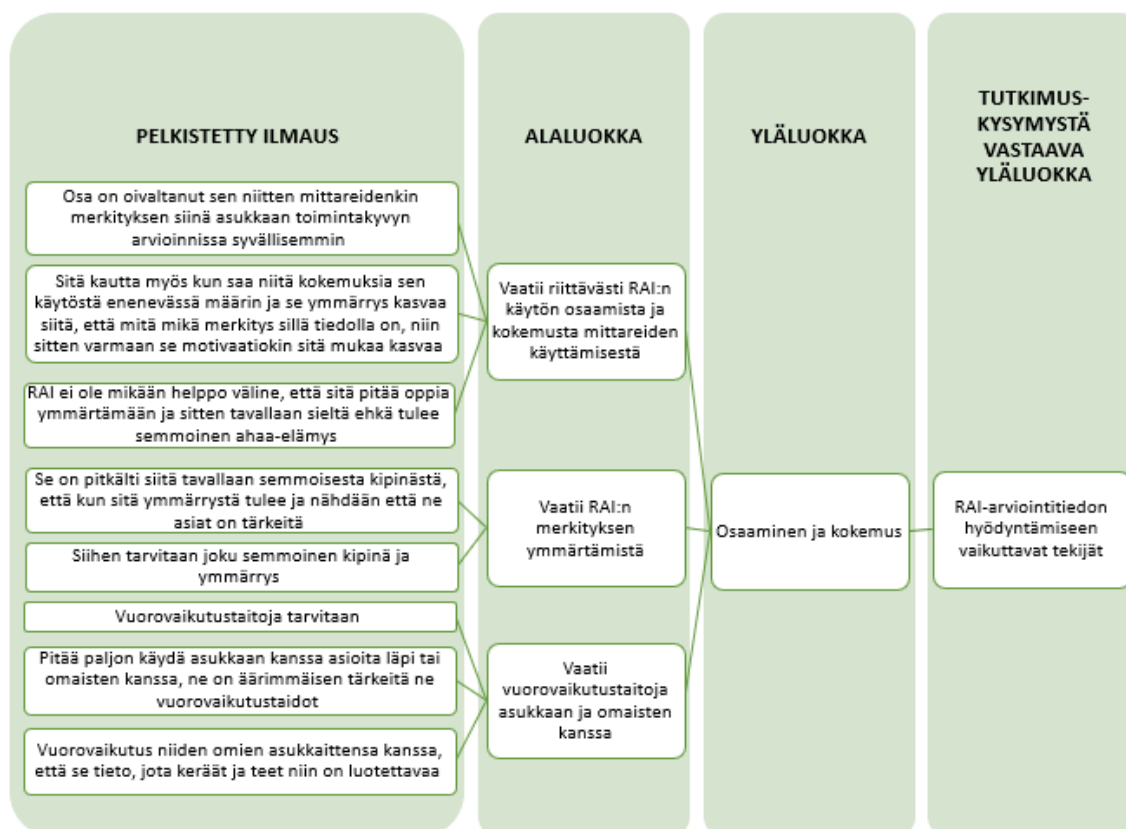 PELKISTETTY ILMAUS
ALALUOKKA
YLÄLUOKKA
TUTKIMUS-
KYSYMYSTÄ
VASTAAVA
YLÄLUOKKA
Osa on oivaltanut sen niitten mittareidenkin
merkityksen siinä asukkaan toimintakyvyn
arvioinnissa syvällisemmin
Sitä kautta myös kun saa niitä kokemuksia sen
käytöstä enenevässä määrin ja se ymmärrys kasvaa
siitä, että mitä mikä merkitys sillä tiedolla on, niin
sitten varmaan se motivaatiokin sitä mukaa kasvaa
RAI ei ole mikään helppo väline, että sitä pitää oppia
ymmärtämään ja sitten tavallaan sieltä ehkä tulee
semmoinen ahaa-elämys
Se on pitkälti siitä tavallaan semmoisesta kipinästä,
että kun sitä ymmärrystä tulee ja nähdään että ne
asiat on tärkeitä
Siihen tarvitaan joku semmoinen kipinä ja
ymmärrys
Vuorovaikutustaitoja tarvitaan
Pitää paljon käydä asukkaan kanssa asioita läpi tai
omaisten kanssa, ne on äärimmäisen tärkeitä ne
vuorovaikutustaidot
Vuorovaikutus niiden omien asukkaittensa kanssa,
että se tieto, jota keräät ja teet niin on luotettavaa
Vaatii riittävästi RAI:n
käytön osaamista ja
kokemusta mittareiden
käyttämisestä
Vaatii RAI:n
merkityksen
ymmärtämistä
Vaatii
vuorovaikutustaitoja
asukkaan ja omaisten
kanssa
Osaaminen ja kokemus
RAI-arviointitiedon
hyödyntämiseen
vaikuttavat tekijät